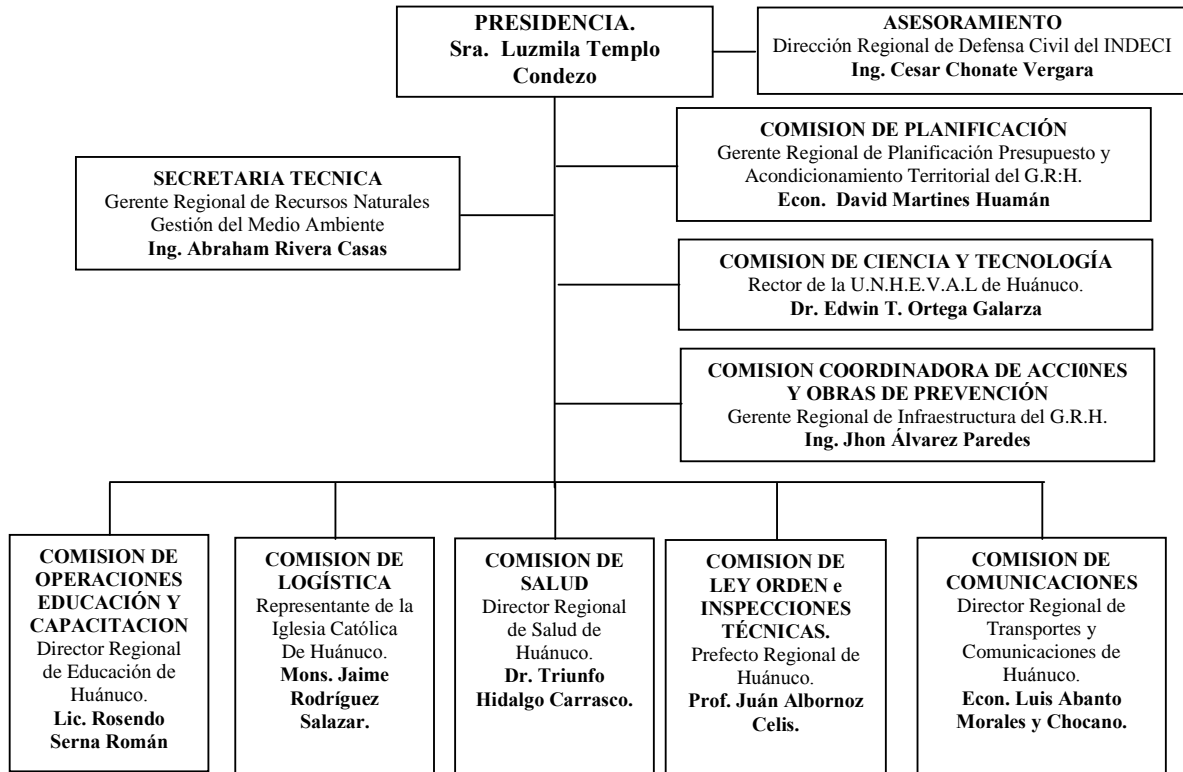 PRESIDENCIA.
Sra. Luzmila Templo
Condezo
ASESORAMIENTO
Dirección Regional de Defensa Civil del INDECI
Ing. Cesar Chonate Vergara
COMISION DE PLANIFICACIÓN
Gerente Regional de Planificación Presupuesto y
Acondicionamiento Territorial del G.R:H.
Econ. David Martines Huamán
SECRETARIA TECNICA
Gerente Regional de Recursos Naturales
Gestión del Medio Ambiente
Ing. Abraham Rivera Casas
COMISION DE CIENCIA Y TECNOLOGÍA
Rector de la U.N.H.E.V.A.L de Huánuco.
Dr. Edwin T. Ortega Galarza
COMISION COORDINADORA DE ACCI0NES
Y OBRAS DE PREVENCIÓN
Gerente Regional de Infraestructura del G.R.H.
Ing. Jhon Álvarez Paredes
COMISION DE
OPERACIONES
EDUCACIÓN Y
CAPACITACION
Director Regional
de Educación de
Huánuco.
Lic. Rosendo
Serna Román
COMISION DE
LOGÍSTICA
Representante de la
Iglesia Católica
De Huánuco.
Mons. Jaime
Rodríguez
Salazar.
COMISION DE
SALUD
Director Regional
de Salud de
Huánuco.
Dr. Triunfo
Hidalgo Carrasco.
COMISION DE
LEY ORDEN e
INSPECCIONES
TÉCNICAS.
Prefecto Regional de
Huánuco.
Prof. Juán Albornoz
Celis.
COMISION DE
COMUNICACIONES
Director Regional de
Transportes y
Comunicaciones de
Huánuco.
Econ. Luis Abanto
Morales y Chocano.